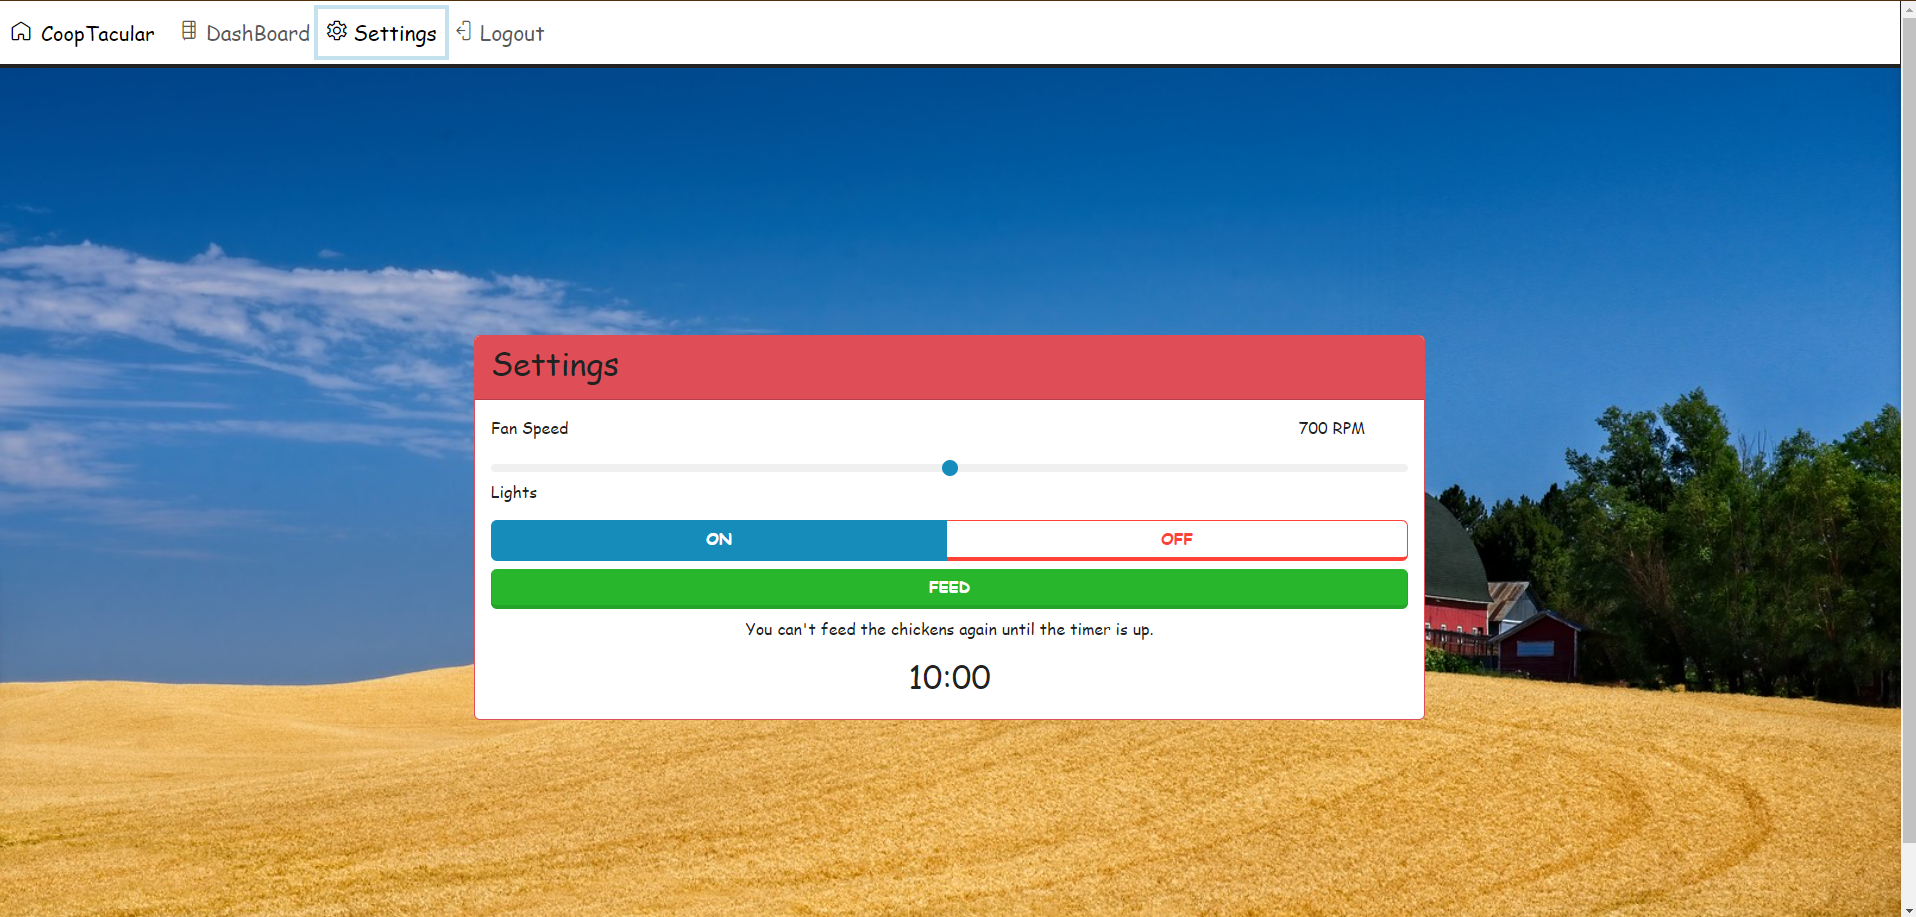 CoopTacular DashBoard Settings Logout
Settings
Fan Speed 700 RPM
Lights
ON OFF
FEED
You can't feed the chickens again until the timer is up.
10:00